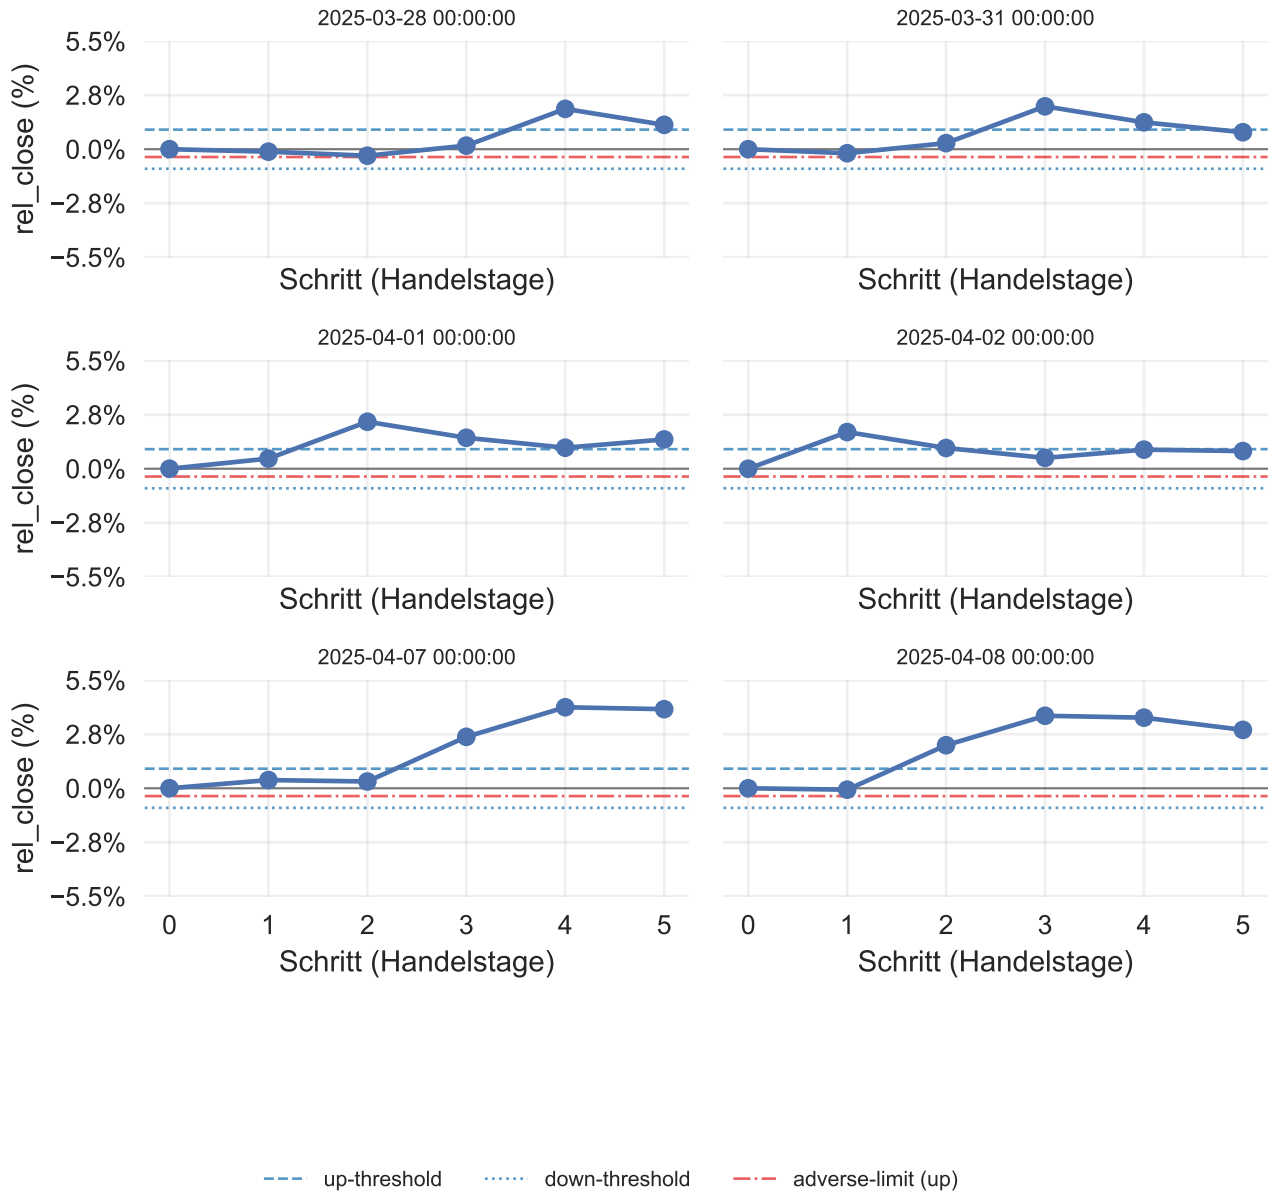 2025-03-28 00:00:00
2025-03-31 00:00:00
5.5%
2.8%
0.0%
−2.8%
−5.5%
rel_close (%)
Schritt (Handelstage)
Schritt (Handelstage)
2025-04-01 00:00:00
2025-04-02 00:00:00
5.5%
2.8%
0.0%
−2.8%
−5.5%
rel_close (%)
Schritt (Handelstage)
Schritt (Handelstage)
2025-04-07 00:00:00
2025-04-08 00:00:00
5.5%
2.8%
0.0%
−2.8%
−5.5%
rel_close (%)
0 1 2 3 4 5
0 1 2 3 4 5
Schritt (Handelstage)
Schritt (Handelstage)
up-threshold down-threshold adverse-limit (up)